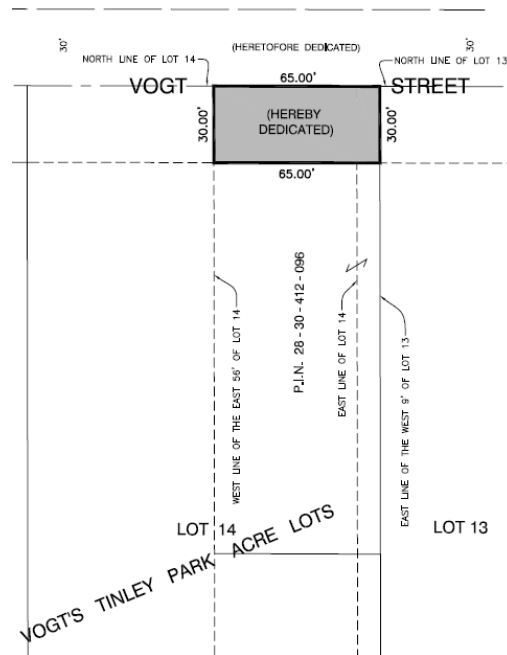 30'
(HERETOFORE DEDICATED)
30'
NORTH LINE OF LOT 14
NORTH LINE OF LOT 13
VOGT
65.00'
STREET
30.00'
(HEREBY
DEDICATED)
30.00'
65.00'
P.I.N. 28 - 30 - 412 - 096
WEST LINE OF THE EAST 56' OF LOT 14
EAST LINE OF LOT 14
EAST LINE OF THE WEST 9' OF LOT 13
LOT 14
LOT 13
VOGT'S TINLEY PARK ACRE LOTS